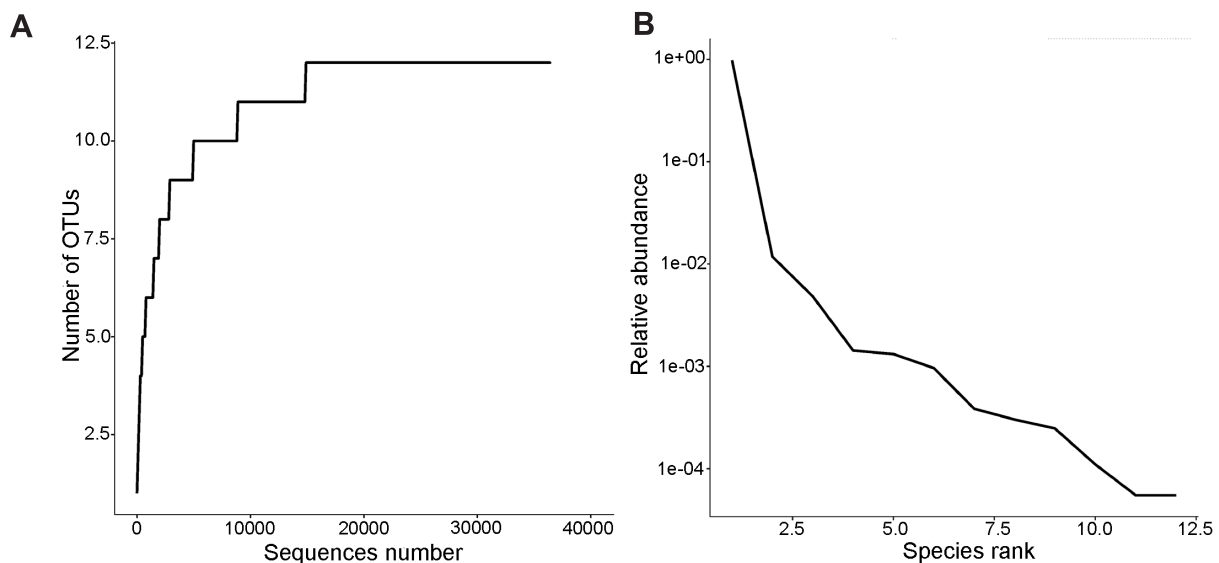 A
12.5
10.0
7.5
5.0
2.5
Number of OTUs
0 10000 20000 30000 40000
Sequences number
B
1e+00
1e-01
1e-02
1e-03
1e-04
Relative abundance
2.5 5.0 7.5 10.0 12.5
Species rank